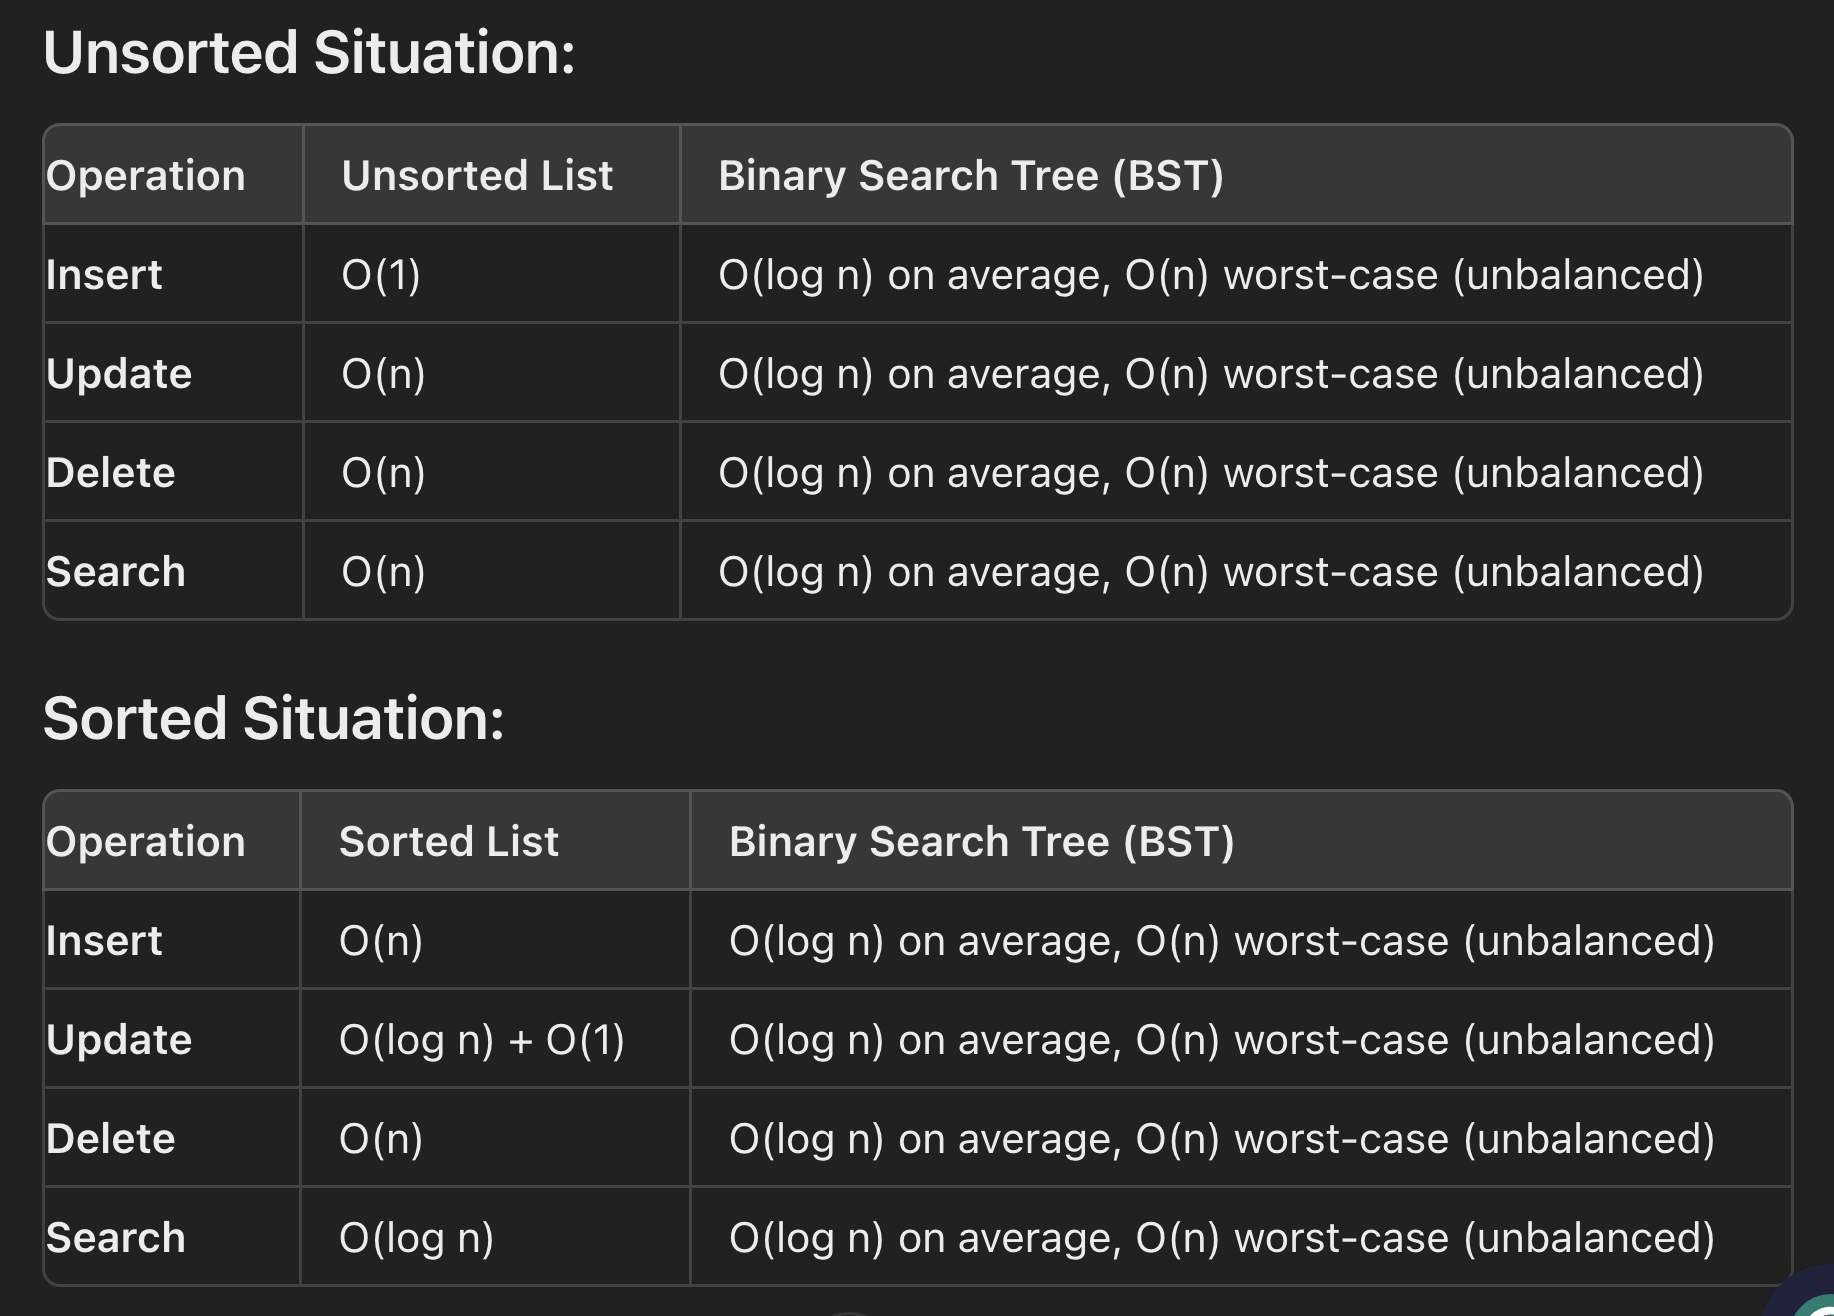 Unsorted Situation:
Operation Unsorted List Binary Search Tree (BST)
Insert O(1) O(log n) on average, O(n) worst-case (unbalanced)
Update O(n) O(log n) on average, O(n) worst-case (unbalanced)
Delete O(n) O(log n) on average, O(n) worst-case (unbalanced)
Search O(n) O(log n) on average, O(n) worst-case (unbalanced)
Sorted Situation:
Operation Sorted List Binary Search Tree (BST)
Insert O(n) O(log n) on average, O(n) worst-case (unbalanced)
Update O(log n) + O(1) O(log n) on average, O(n) worst-case (unbalanced)
Delete O(n) O(log n) on average, O(n) worst-case (unbalanced)
Search O(log n) O(log n) on average, O(n) worst-case (unbalanced)